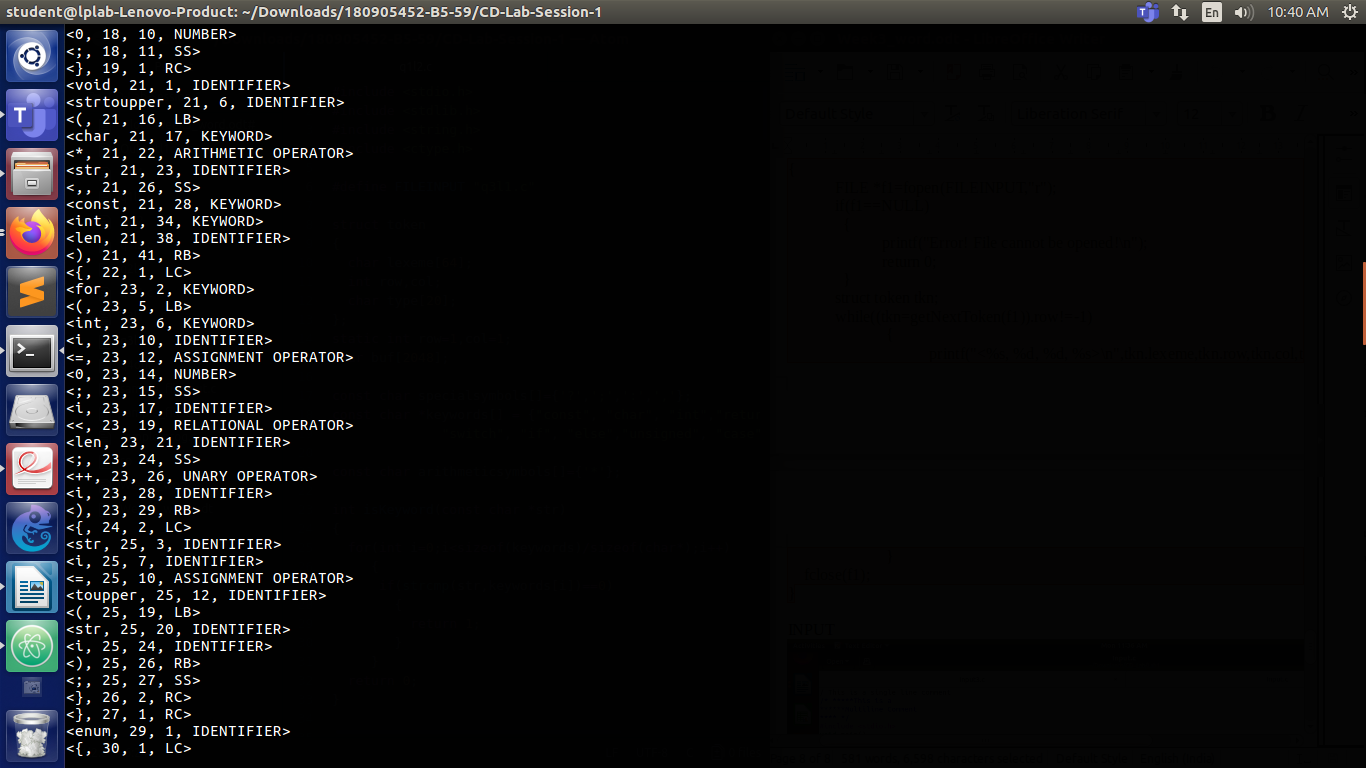 student@lplab-Lenovo-Product: ~/Downloads/180905452-B5-59/CD-Lab-Session-1
En
10:40 AM
<0, 18, 10, NUMBER>
<;, 18, 11, SS>
<}, 19, 1, RC>
<void, 21, 1, IDENTIFIER>
<strtoupper, 21, 6, IDENTIFIER>
<(, 21, 16, LB>
<char, 21, 17, KEYWORD>
<*, 21, 22, ARITHMETIC OPERATOR>
<str, 21, 23, IDENTIFIER>
<,, 21, 26, SS>
<const, 21, 28, KEYWORD>
<int, 21, 34, KEYWORD>
<len, 21, 38, IDENTIFIER>
<), 21, 41, RB>
<{, 22, 1, LC>
<for, 23, 2, KEYWORD>
<(, 23, 5, LB>
<int, 23, 6, KEYWORD>
<i, 23, 10, IDENTIFIER>
<=, 23, 12, ASSIGNMENT OPERATOR>
<0, 23, 14, NUMBER>
<;, 23, 15, SS>
<i, 23, 17, IDENTIFIER>
<<, 23, 19, RELATIONAL OPERATOR>
<len, 23, 21, IDENTIFIER>
<;, 23, 24, SS>
<++, 23, 26, UNARY OPERATOR>
<i, 23, 28, IDENTIFIER>
<), 23, 29, RB>
<{, 24, 2, LC>
<str, 25, 3, IDENTIFIER>
<i, 25, 7, IDENTIFIER>
<=, 25, 10, ASSIGNMENT OPERATOR>
<toupper, 25, 12, IDENTIFIER>
<(, 25, 19, LB>
<str, 25, 20, IDENTIFIER>
<i, 25, 24, IDENTIFIER>
<), 25, 26, RB>
<;, 25, 27, SS>
<}, 26, 2, RC>
<}, 27, 1, RC>
<enum, 29, 1, IDENTIFIER>
<{, 30, 1, LC>
Default Style
Liberation Serif
INPUT